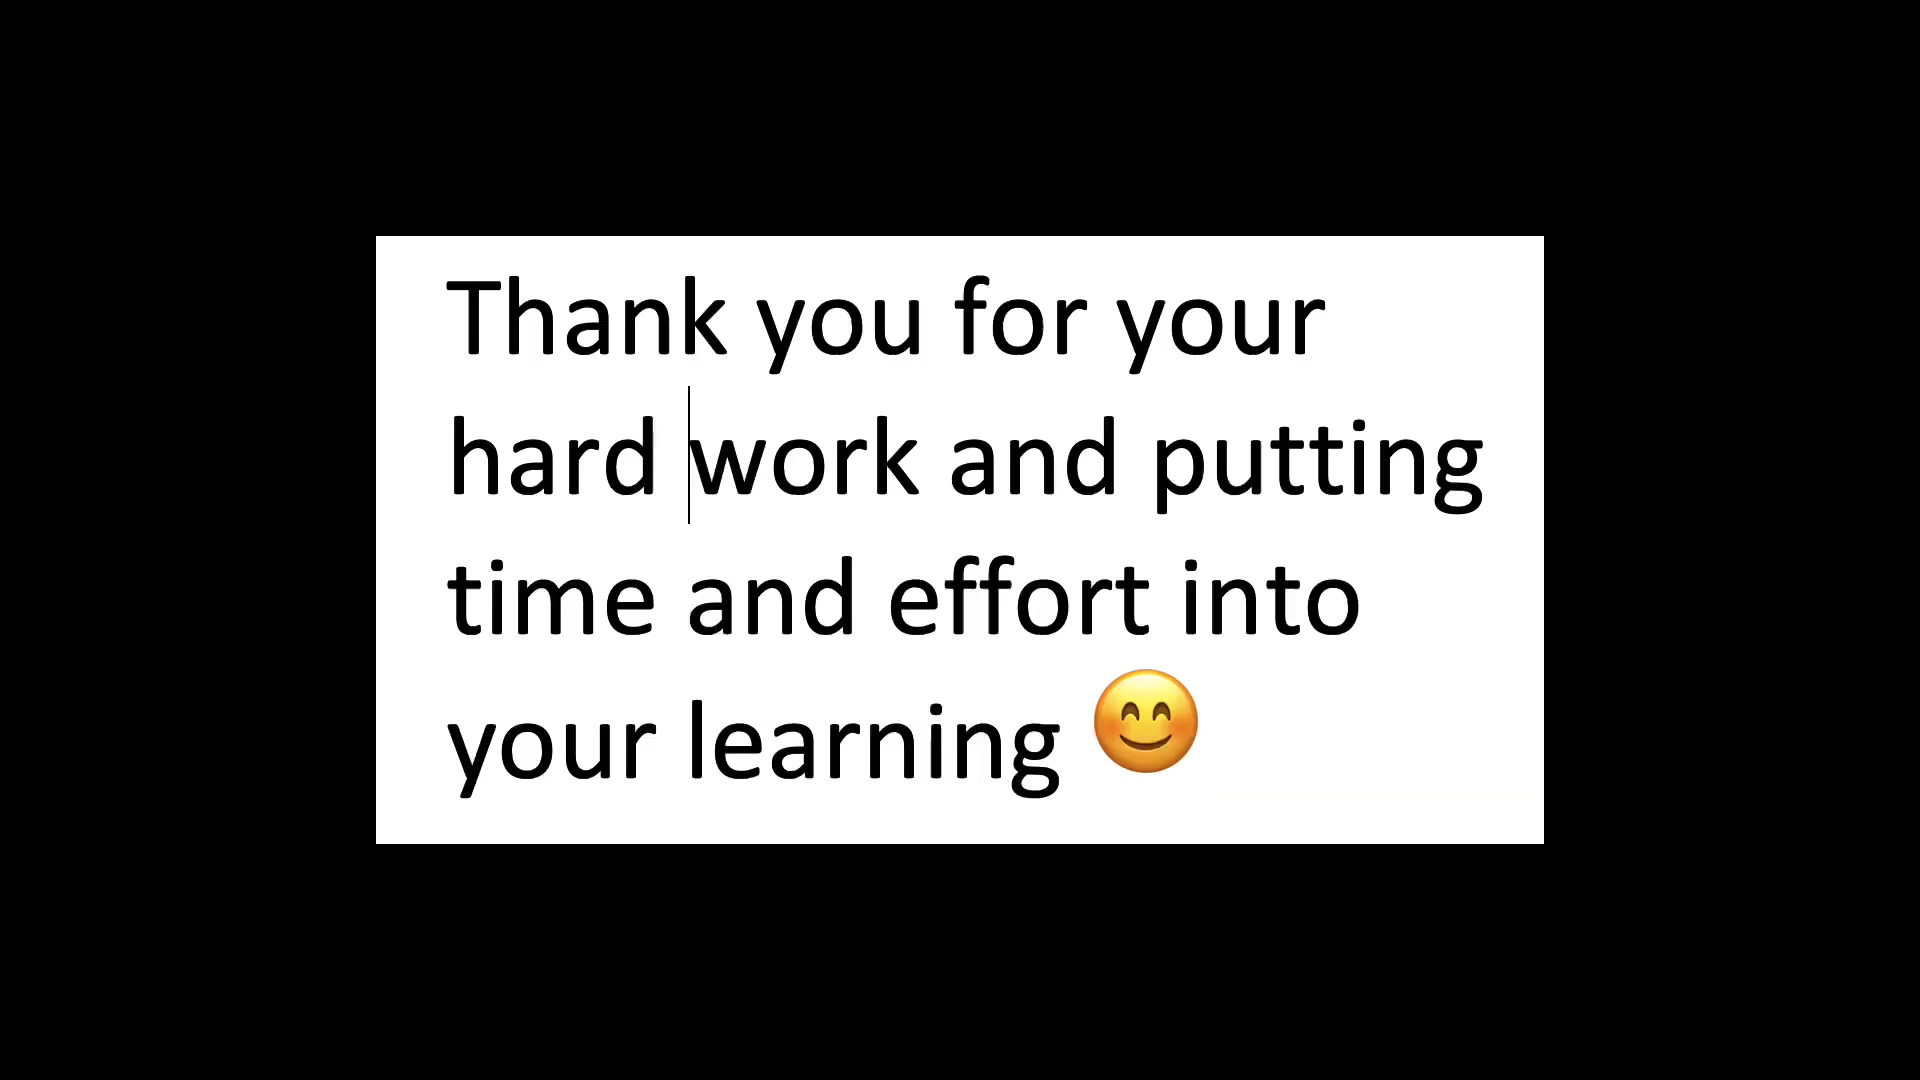 Thank you for your
hard work and putting
time and effort into
your learning 😊